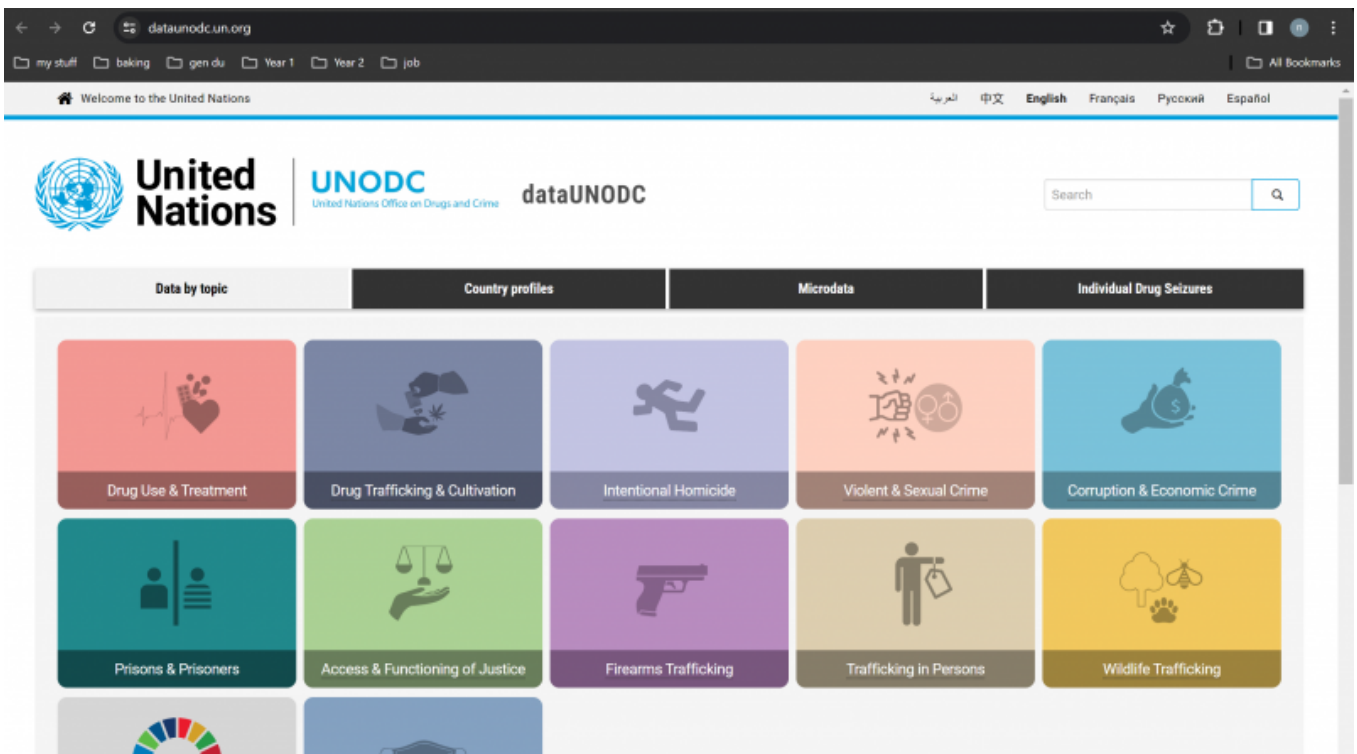 dataunodc.un.org
my stuff baking gen du Year 1 Year 2 job All Bookmarks
Welcome to the United Nations العربية 中文 English Français Русский Español
United Nations
UNODC
United Nations Office on Drugs and Crime
dataUNODC
Search
Data by topic Country profiles Microdata Individual Drug Seizures
Drug Use & Treatment Drug Trafficking & Cultivation Intentional Homicide Violent & Sexual Crime Corruption & Economic Crime
Prisons & Prisoners Access & Functioning of Justice Firearms Trafficking Trafficking in Persons Wildlife Trafficking